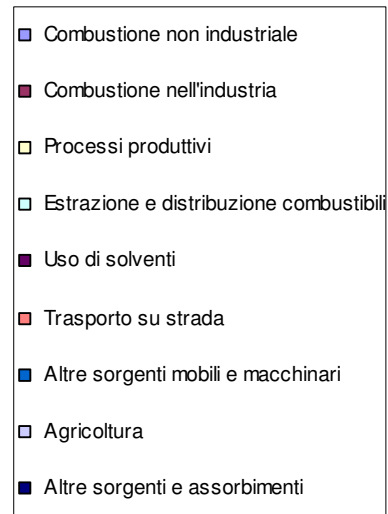 Combustione non industriale
Combustione nell'industria
Processi produttivi
Estrazione e distribuzione combustibili
Uso di solventi
Trasporto su strada
Altre sorgenti mobili e macchinari
Agricoltura
Altre sorgenti e assorbimenti